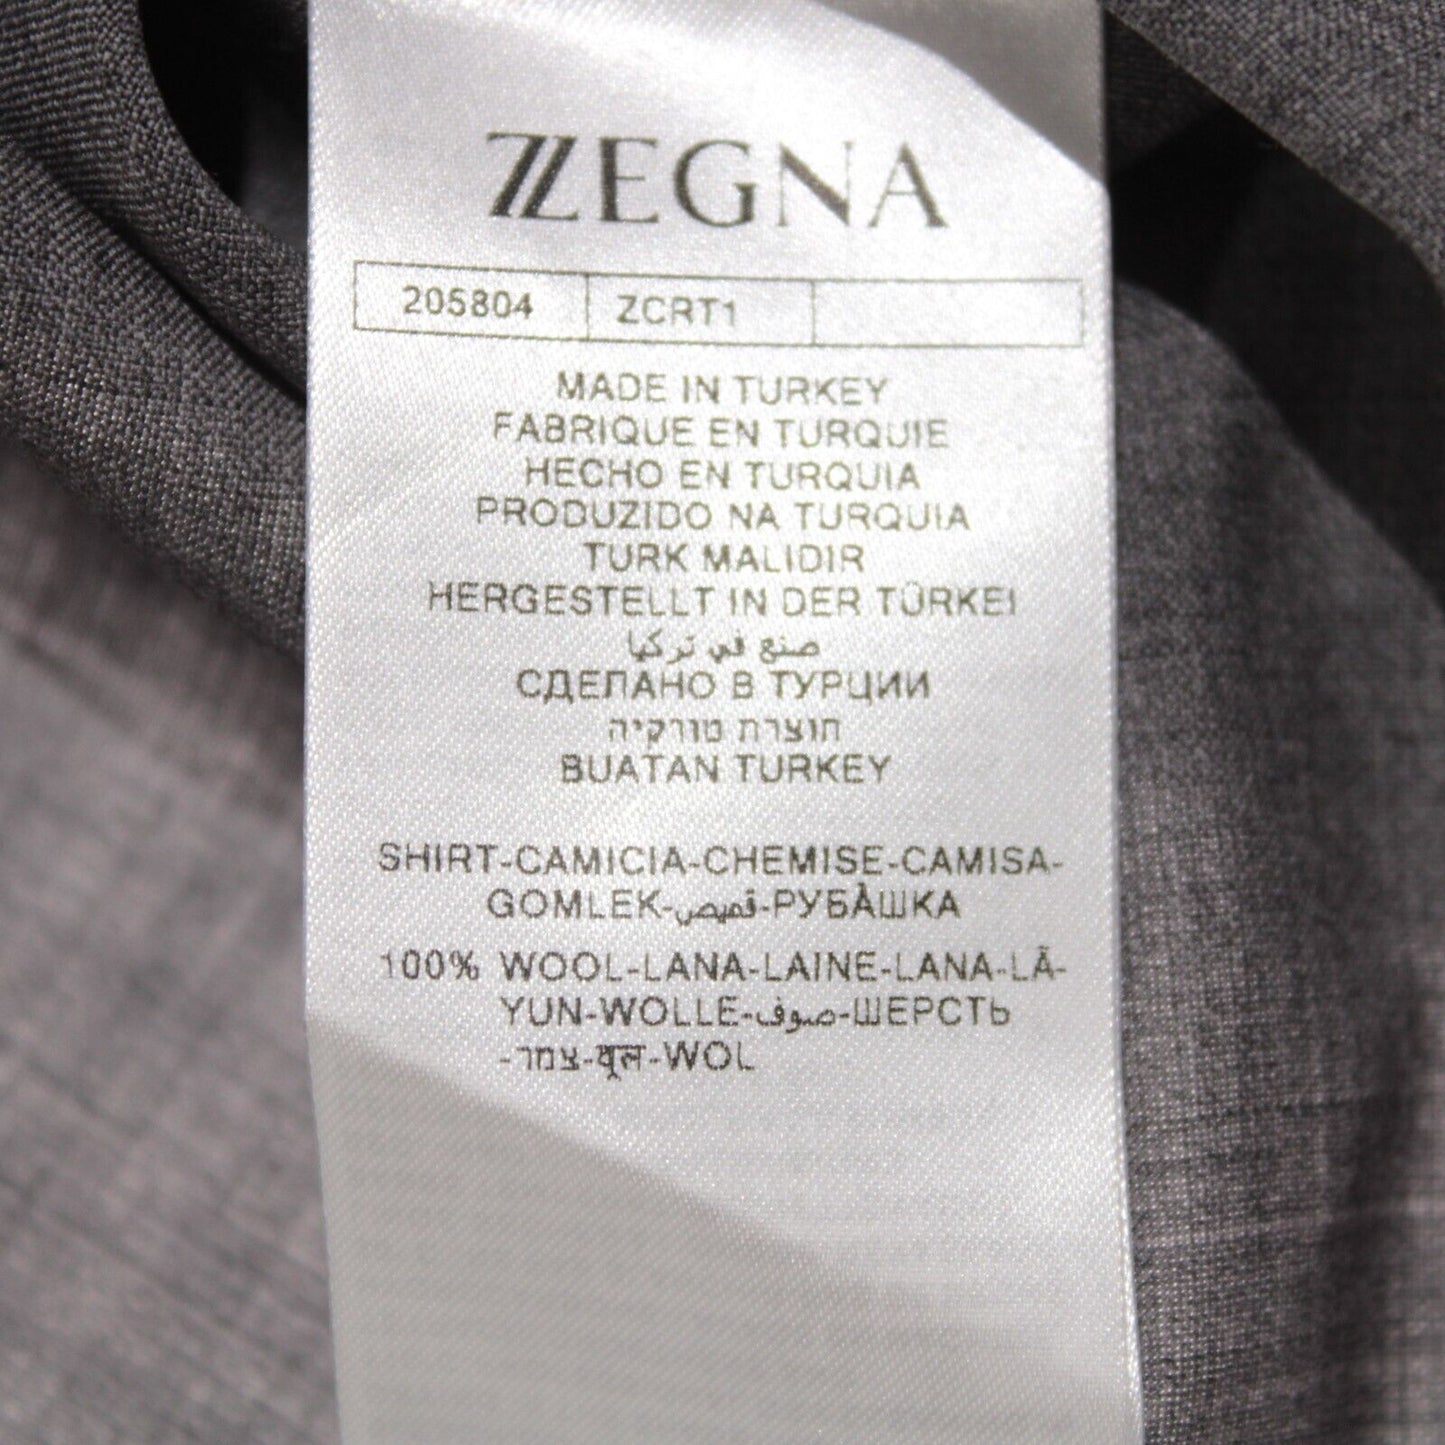 ZZEGNA
205804 ZCRT1
MADE IN TURKEY
FABRIQUE EN TURQUIE
HECHO EN TURQUIA
PRODUZIDO NA TURQUIA
TURK MALIDIR
HERGESTELLT IN DER TÜRKEI
صنع في تركيا
СДЕЛАНО В ТУРЦИИ
תוצרת טורקיה
BUATAN TURKEY
SHIRT-CAMICIA-CHEMISE-CAMISA-
GOMLEK-قميص-РУБАШКА
100% WOOL-LANA-LAINE-LANA-LÃ-
YUN-WOLLE-صوف-ШЕРСТЬ
-צמר-वूल-WOL